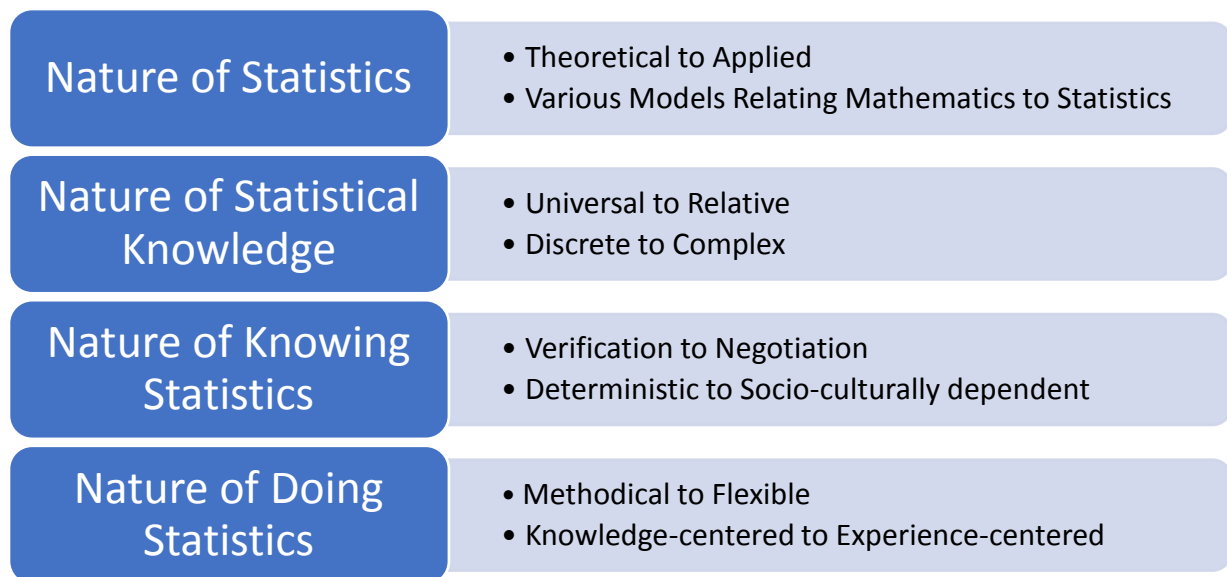 Nature of Statistics
• Theoretical to Applied
• Various Models Relating Mathematics to Statistics
Nature of Statistical
Knowledge
• Universal to Relative
• Discrete to Complex
Nature of Knowing
Statistics
• Verification to Negotiation
• Deterministic to Socio-culturally dependent
Nature of Doing
Statistics
• Methodical to Flexible
• Knowledge-centered to Experience-centered